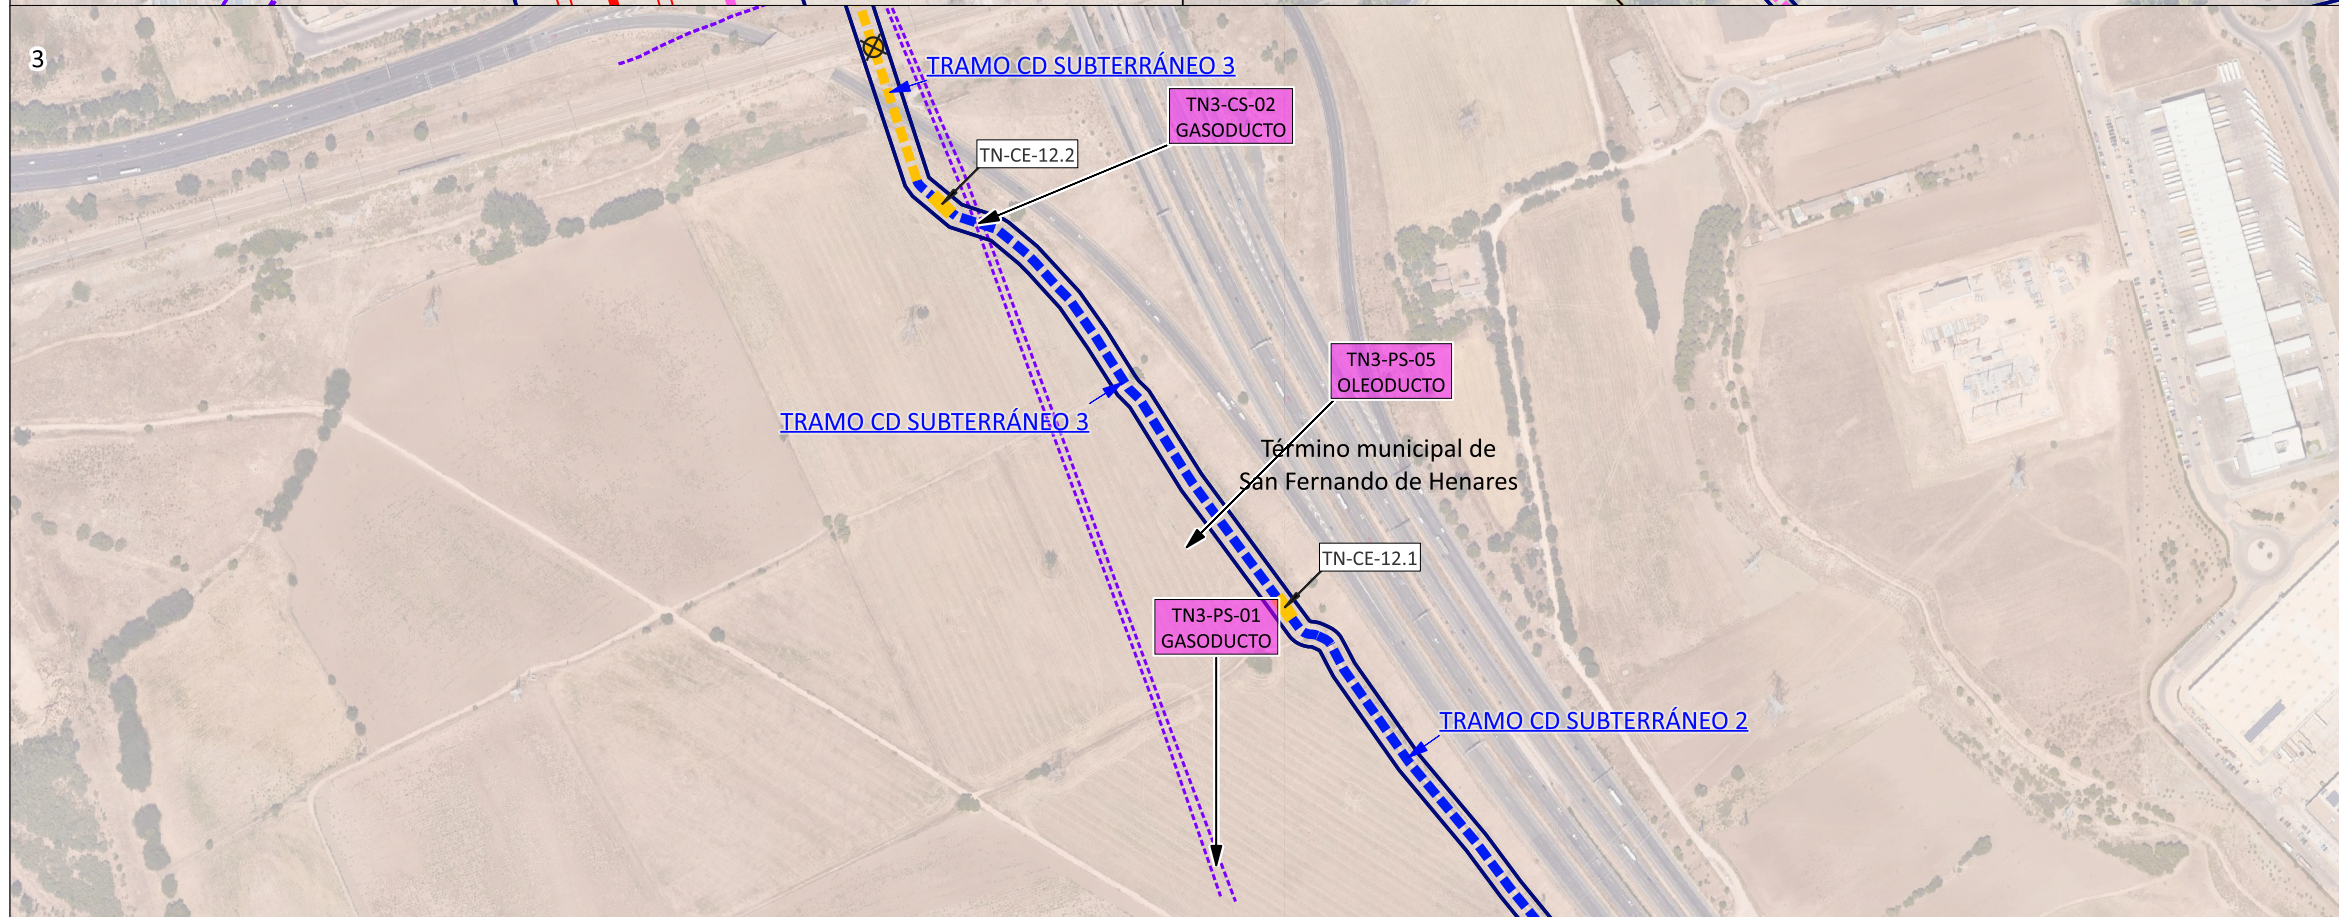 3
TRAMO CD SUBTERRÁNEO 3
TN3-CS-02
GASODUCTO
TN-CE-12.2
TN3-PS-05
OLEODUCTO
TRAMO CD SUBTERRÁNEO 3
Término municipal de
San Fernando de Henares
TN-CE-12.1
TN3-PS-01
GASODUCTO
TRAMO CD SUBTERRÁNEO 2